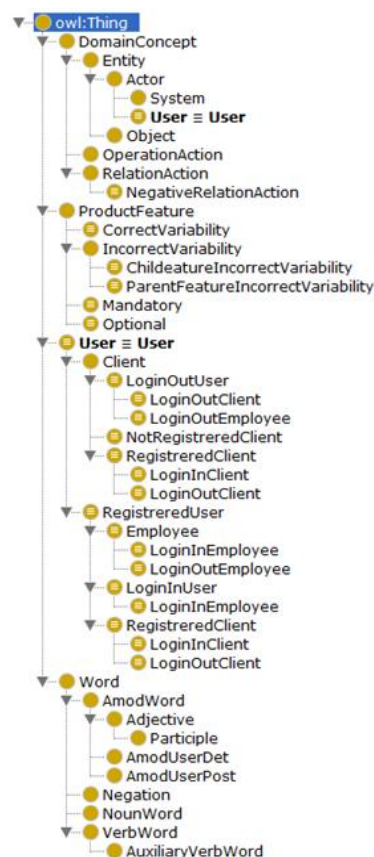 owl:Thing
DomainConcept
Entity
Actor
System
User ≡ User
Object
OperationAction
RelationAction
NegativeRelationAction
ProductFeature
CorrectVariability
IncorrectVariability
ChildeatureIncorrectVariability
ParentFeatureIncorrectVariability
Mandatory
Optional
User ≡ User
Client
LoginOutUser
LoginOutClient
LoginOutEmployee
NotRegistreredClient
RegistreredClient
LoginInClient
LoginOutClient
RegistreredUser
Employee
LoginInEmployee
LoginOutEmployee
LoginInUser
LoginInEmployee
RegistreredClient
LoginInClient
LoginOutClient
Word
AmodWord
Adjective
Participle
AmodUserDet
AmodUserPost
Negation
NounWord
VerbWord
AuxiliaryVerbWord